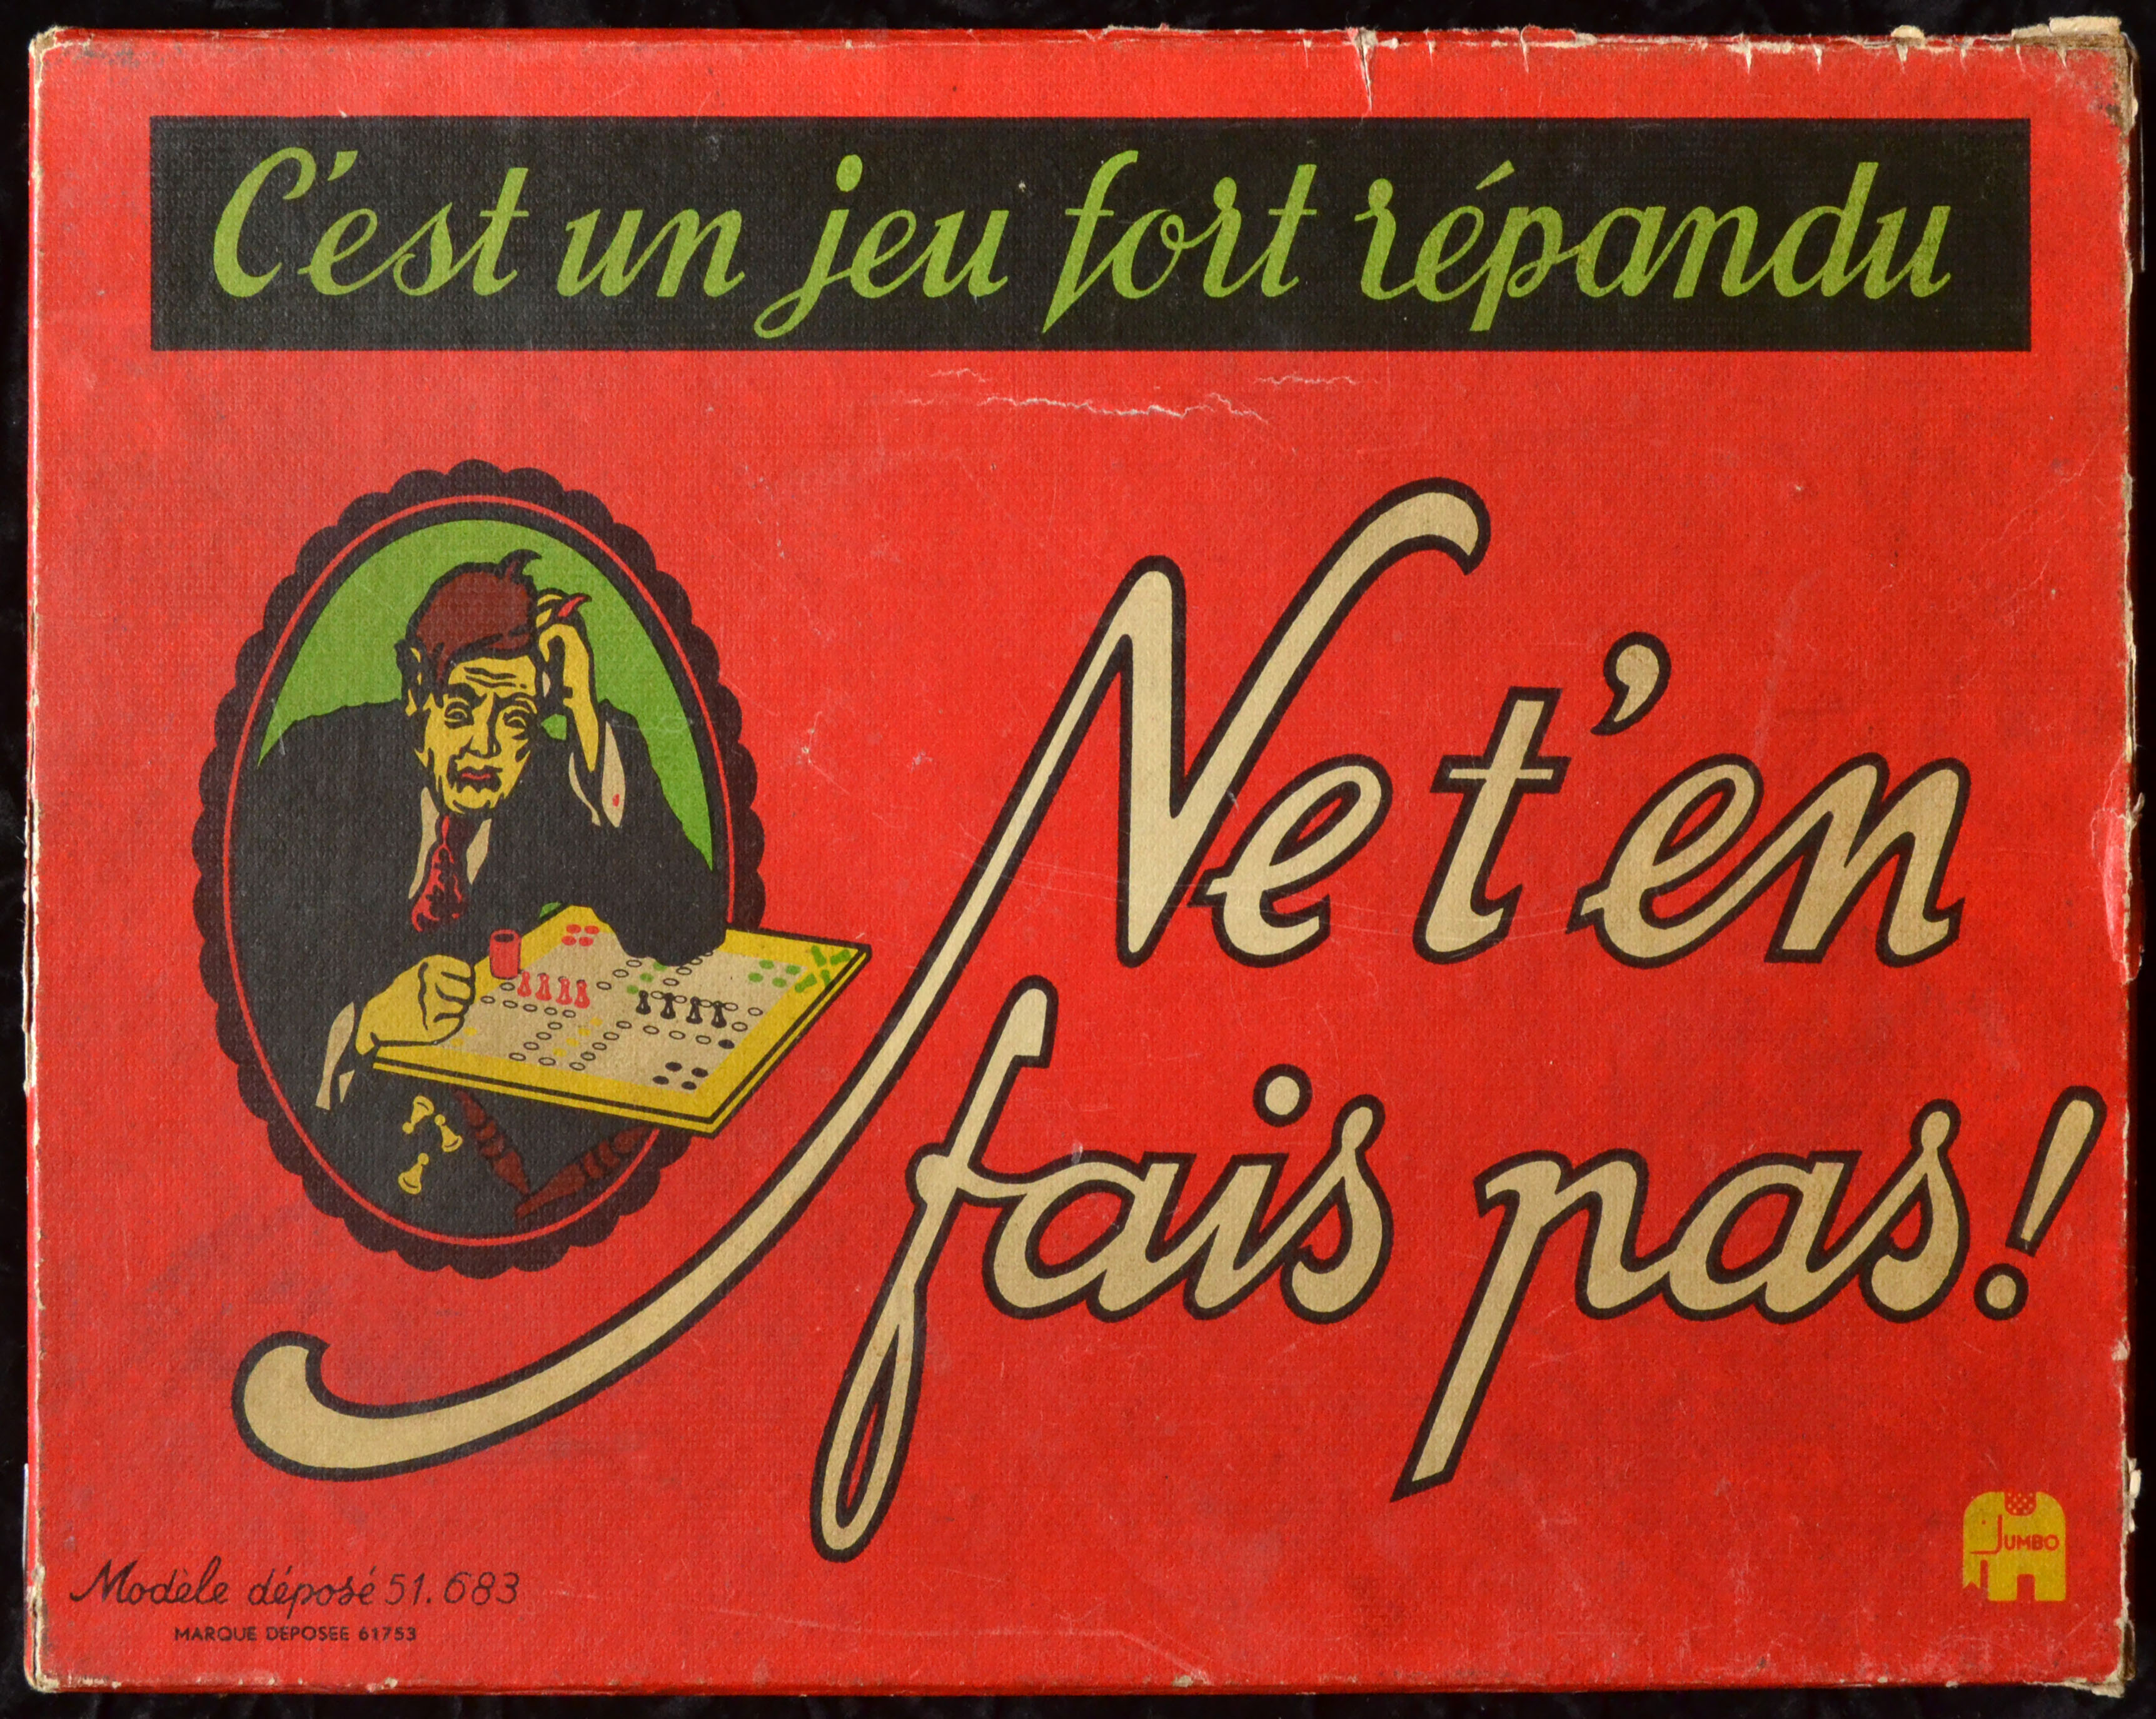 C'est un jeu fort répandu
Ne t'en
fais pas!
Modèle déposé 51.683
MARQUE DEPOSEE 61753
JUMBO